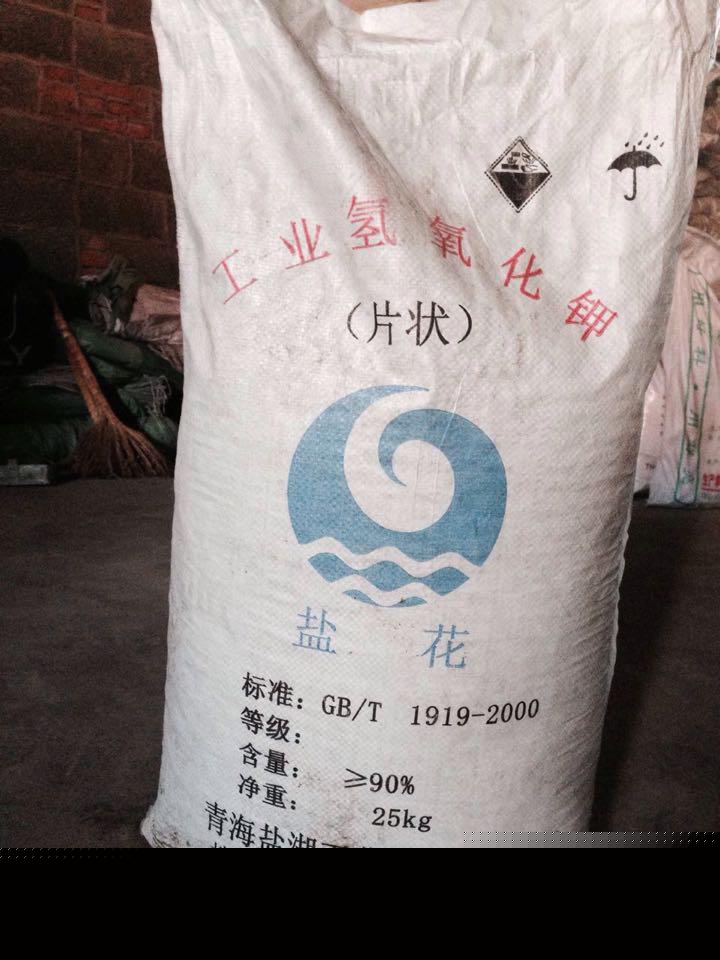 工业氢氧化钾
（片状）
盐 花
标准：GB/T 1919-2000
等级：
含量： ≥90%
净重： 25kg
青海盐湖